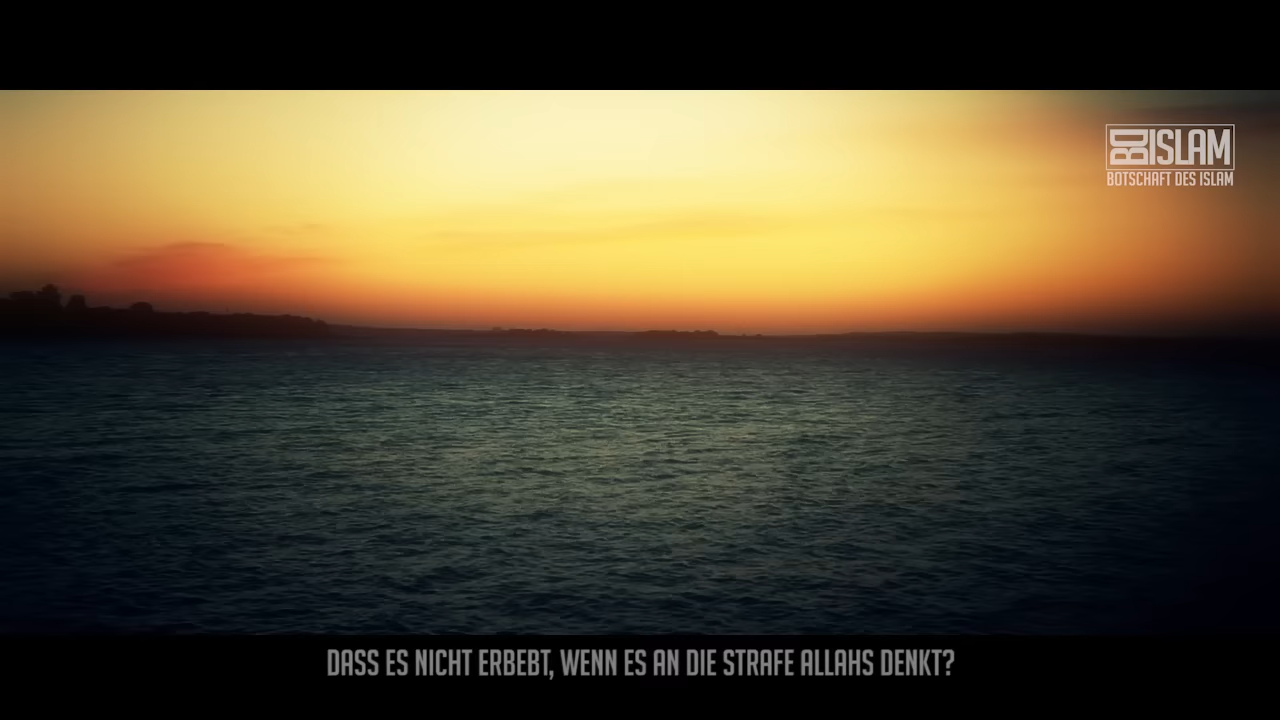 BDISLAM
BOTSCHAFT DES ISLAM
DASS ES NICHT ERBEBT, WENN ES AN DIE STRAFE ALLAHS DENKT?